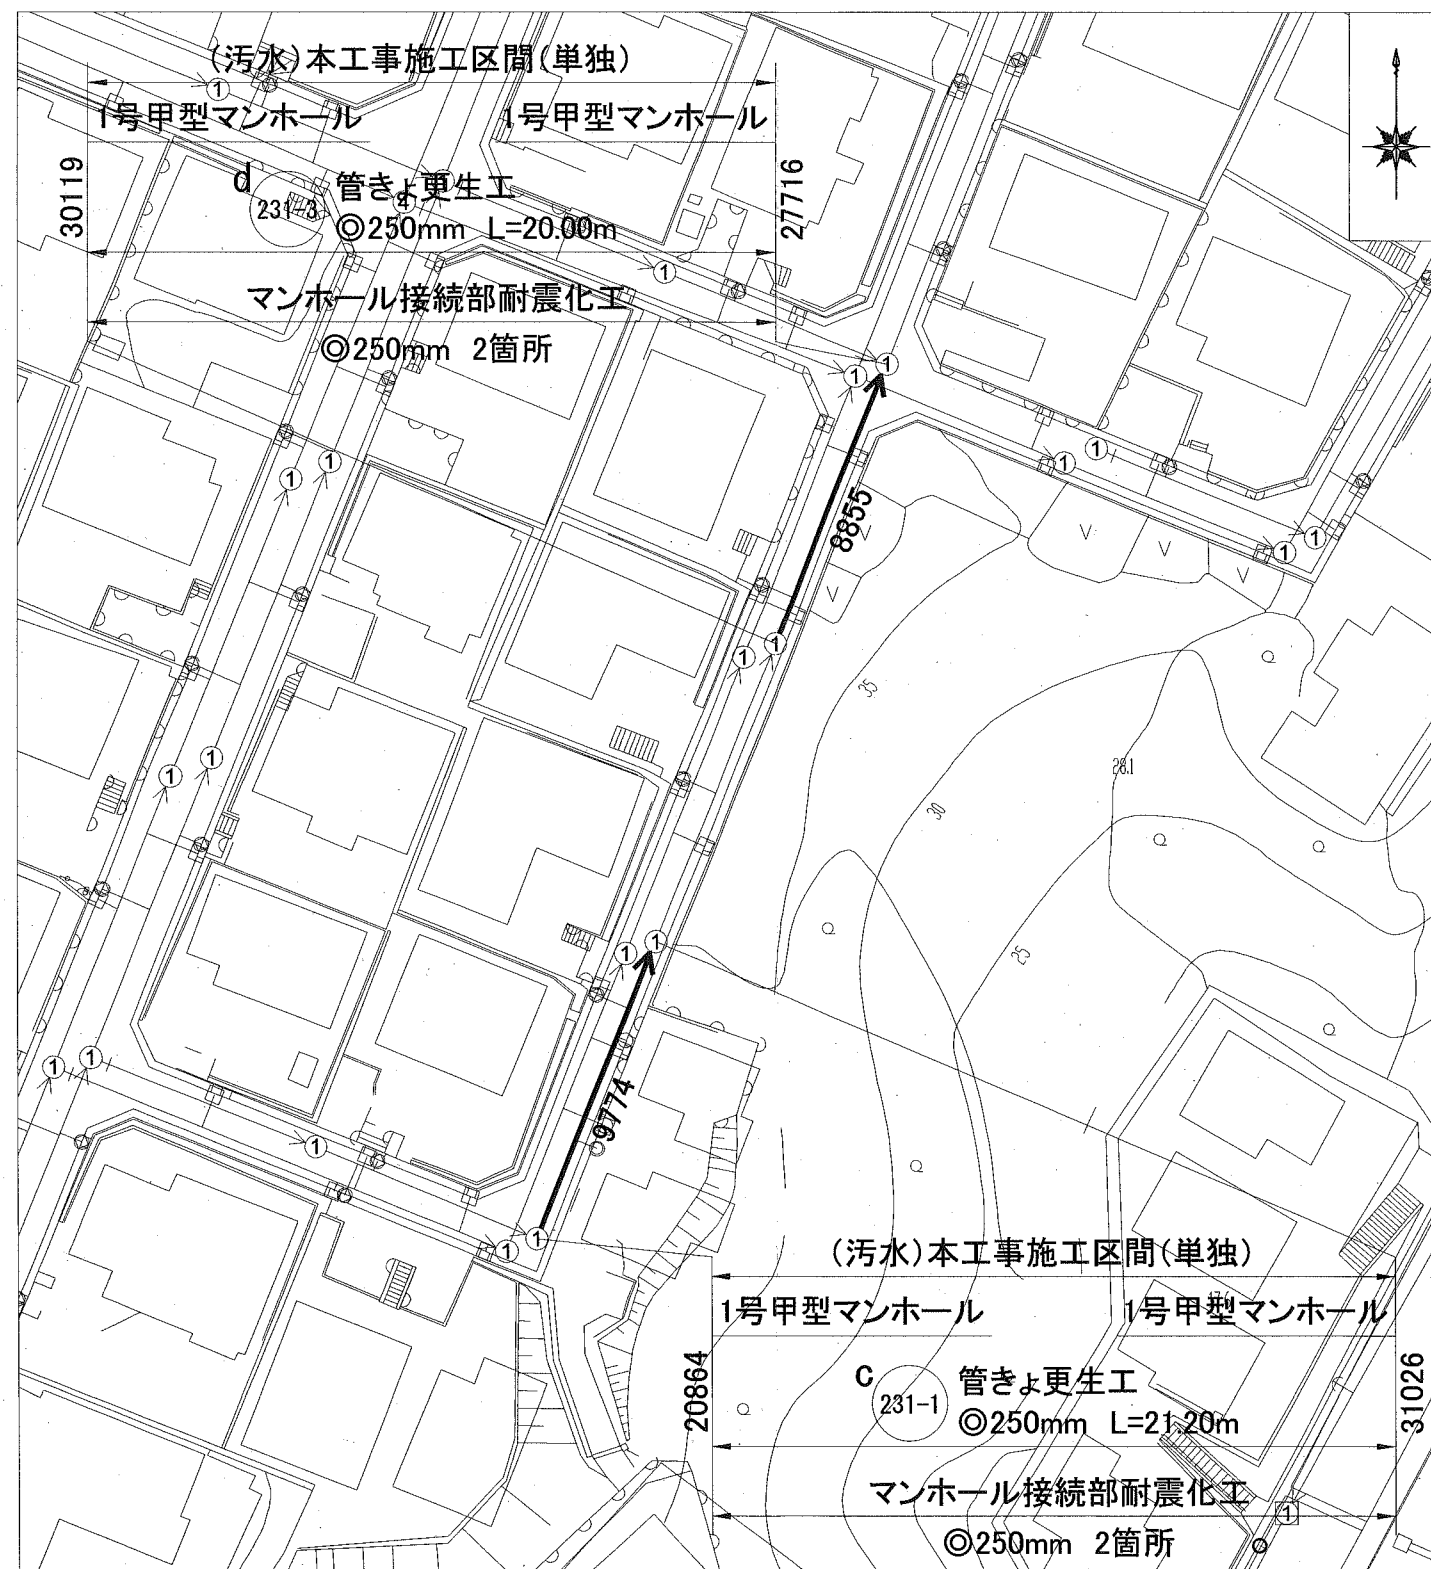 (汚水)本工事施工区間(単独)
1号甲型マンホール 1号甲型マンホール
30119
27716
d
231-3
管きょ更生工
◎250mm L=20.00m
マンホール接続部耐震化工
◎250mm 2箇所
8855
35
30
28.1
25
9774
(汚水)本工事施工区間(単独)
1号甲型マンホール 1号甲型マンホール
20864
31026
c
231-1
管きょ更生工
◎250mm L=21.20m
マンホール接続部耐震化工
◎250mm 2箇所